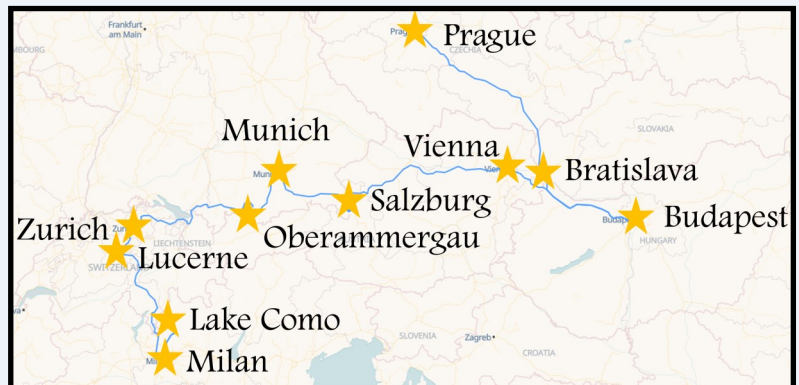 Frankfurt
am Main
Prague
CZECHIA
Munich
Vienna
SLOVAKIA
Bratislava
Salzburg
Zurich
Budapest
Oberammergau
LIECHTENSTEIN
HUNGARY
Lucerne
Lake Como
Milan
SLOVENIA
Zagreb
CROATIA